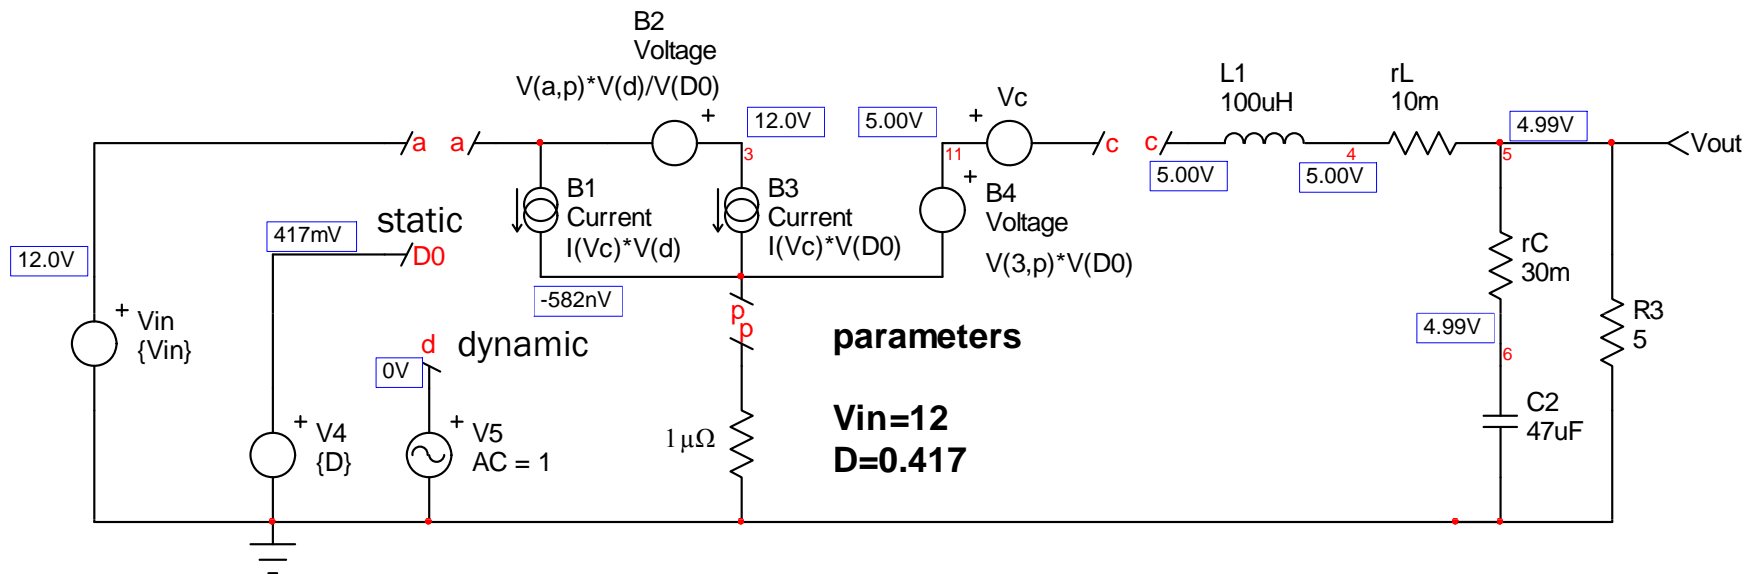 B2
Voltage
V(a,p)*V(d)/V(D0)
12.0V
5.00V
+
Vc
+
L1
100uH
rL
10m
4.99V
a
a
3
11
c
c
4
5
Vout
5.00V
5.00V
B1
Current
I(Vc)*V(d)
B3
Current
I(Vc)*V(D0)
+
B4
Voltage
V(3,p)*V(D0)
static
417mV
D0
12.0V
rC
30m
-582nV
p
p
+
Vin
{Vin}
d
dynamic
0V
parameters
4.99V
6
R3
5
+
V4
{D}
+
V5
AC = 1
1 μΩ
Vin=12
D=0.417
C2
47uF